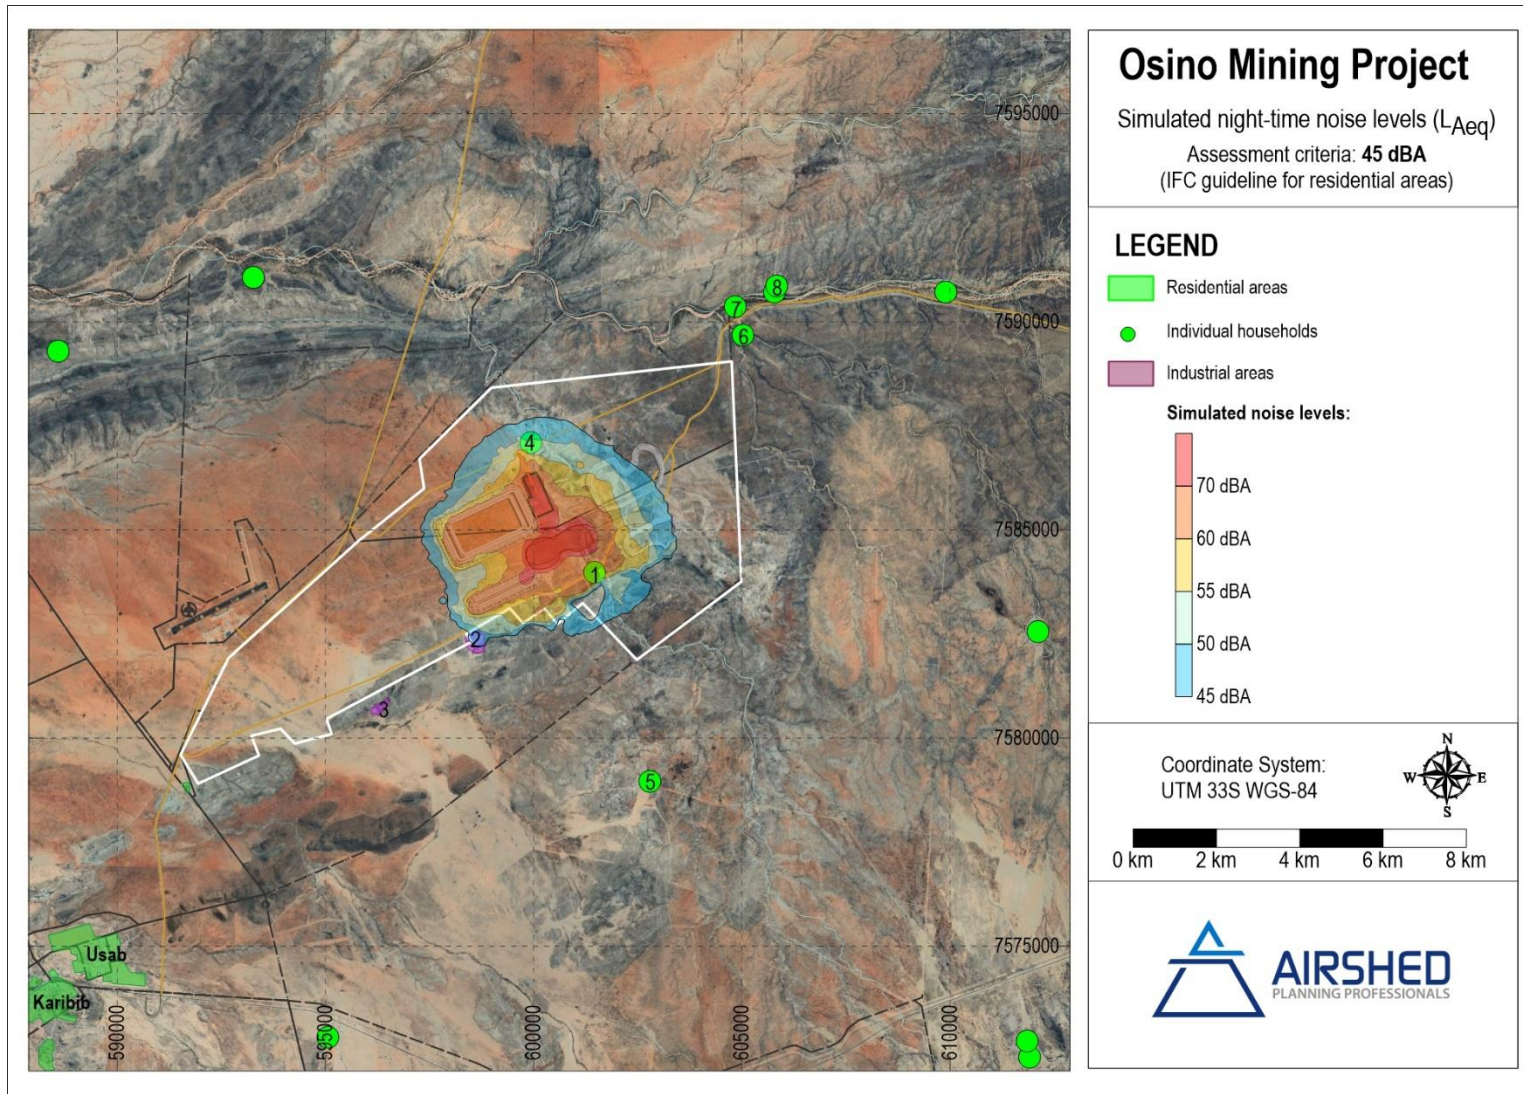 Osino Mining Project
Simulated night-time noise levels (LAeq)
Assessment criteria: 45 dBA
(IFC guideline for residential areas)
LEGEND
Residential areas
Individual households
Industrial areas
Simulated noise levels:
70 dBA
60 dBA
55 dBA
50 dBA
45 dBA
Coordinate System:
UTM 33S WGS-84
N
W E
S
0 km 2 km 4 km 6 km 8 km
AIRSHED
PLANNING PROFESSIONALS
7595000
8
7
7590000
6
4
7585000
1
2
3
7580000
5
7575000
Usab
Karibib
590000
595000
600000
605000
610000